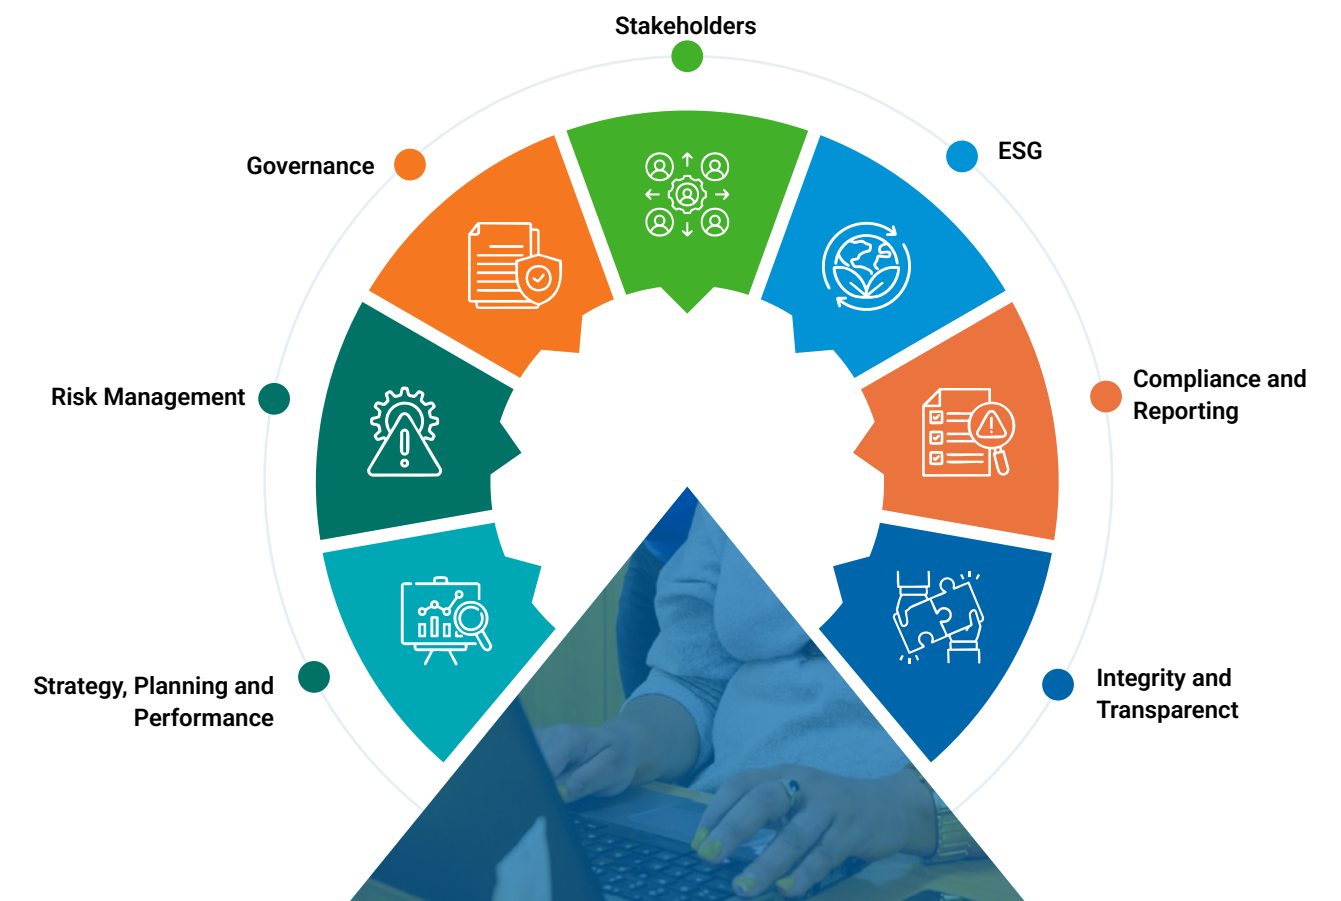 Stakeholders
Governance
ESG
Risk Management
Compliance and
Reporting
Strategy, Planning and
Performance
Integrity and
Transparenct